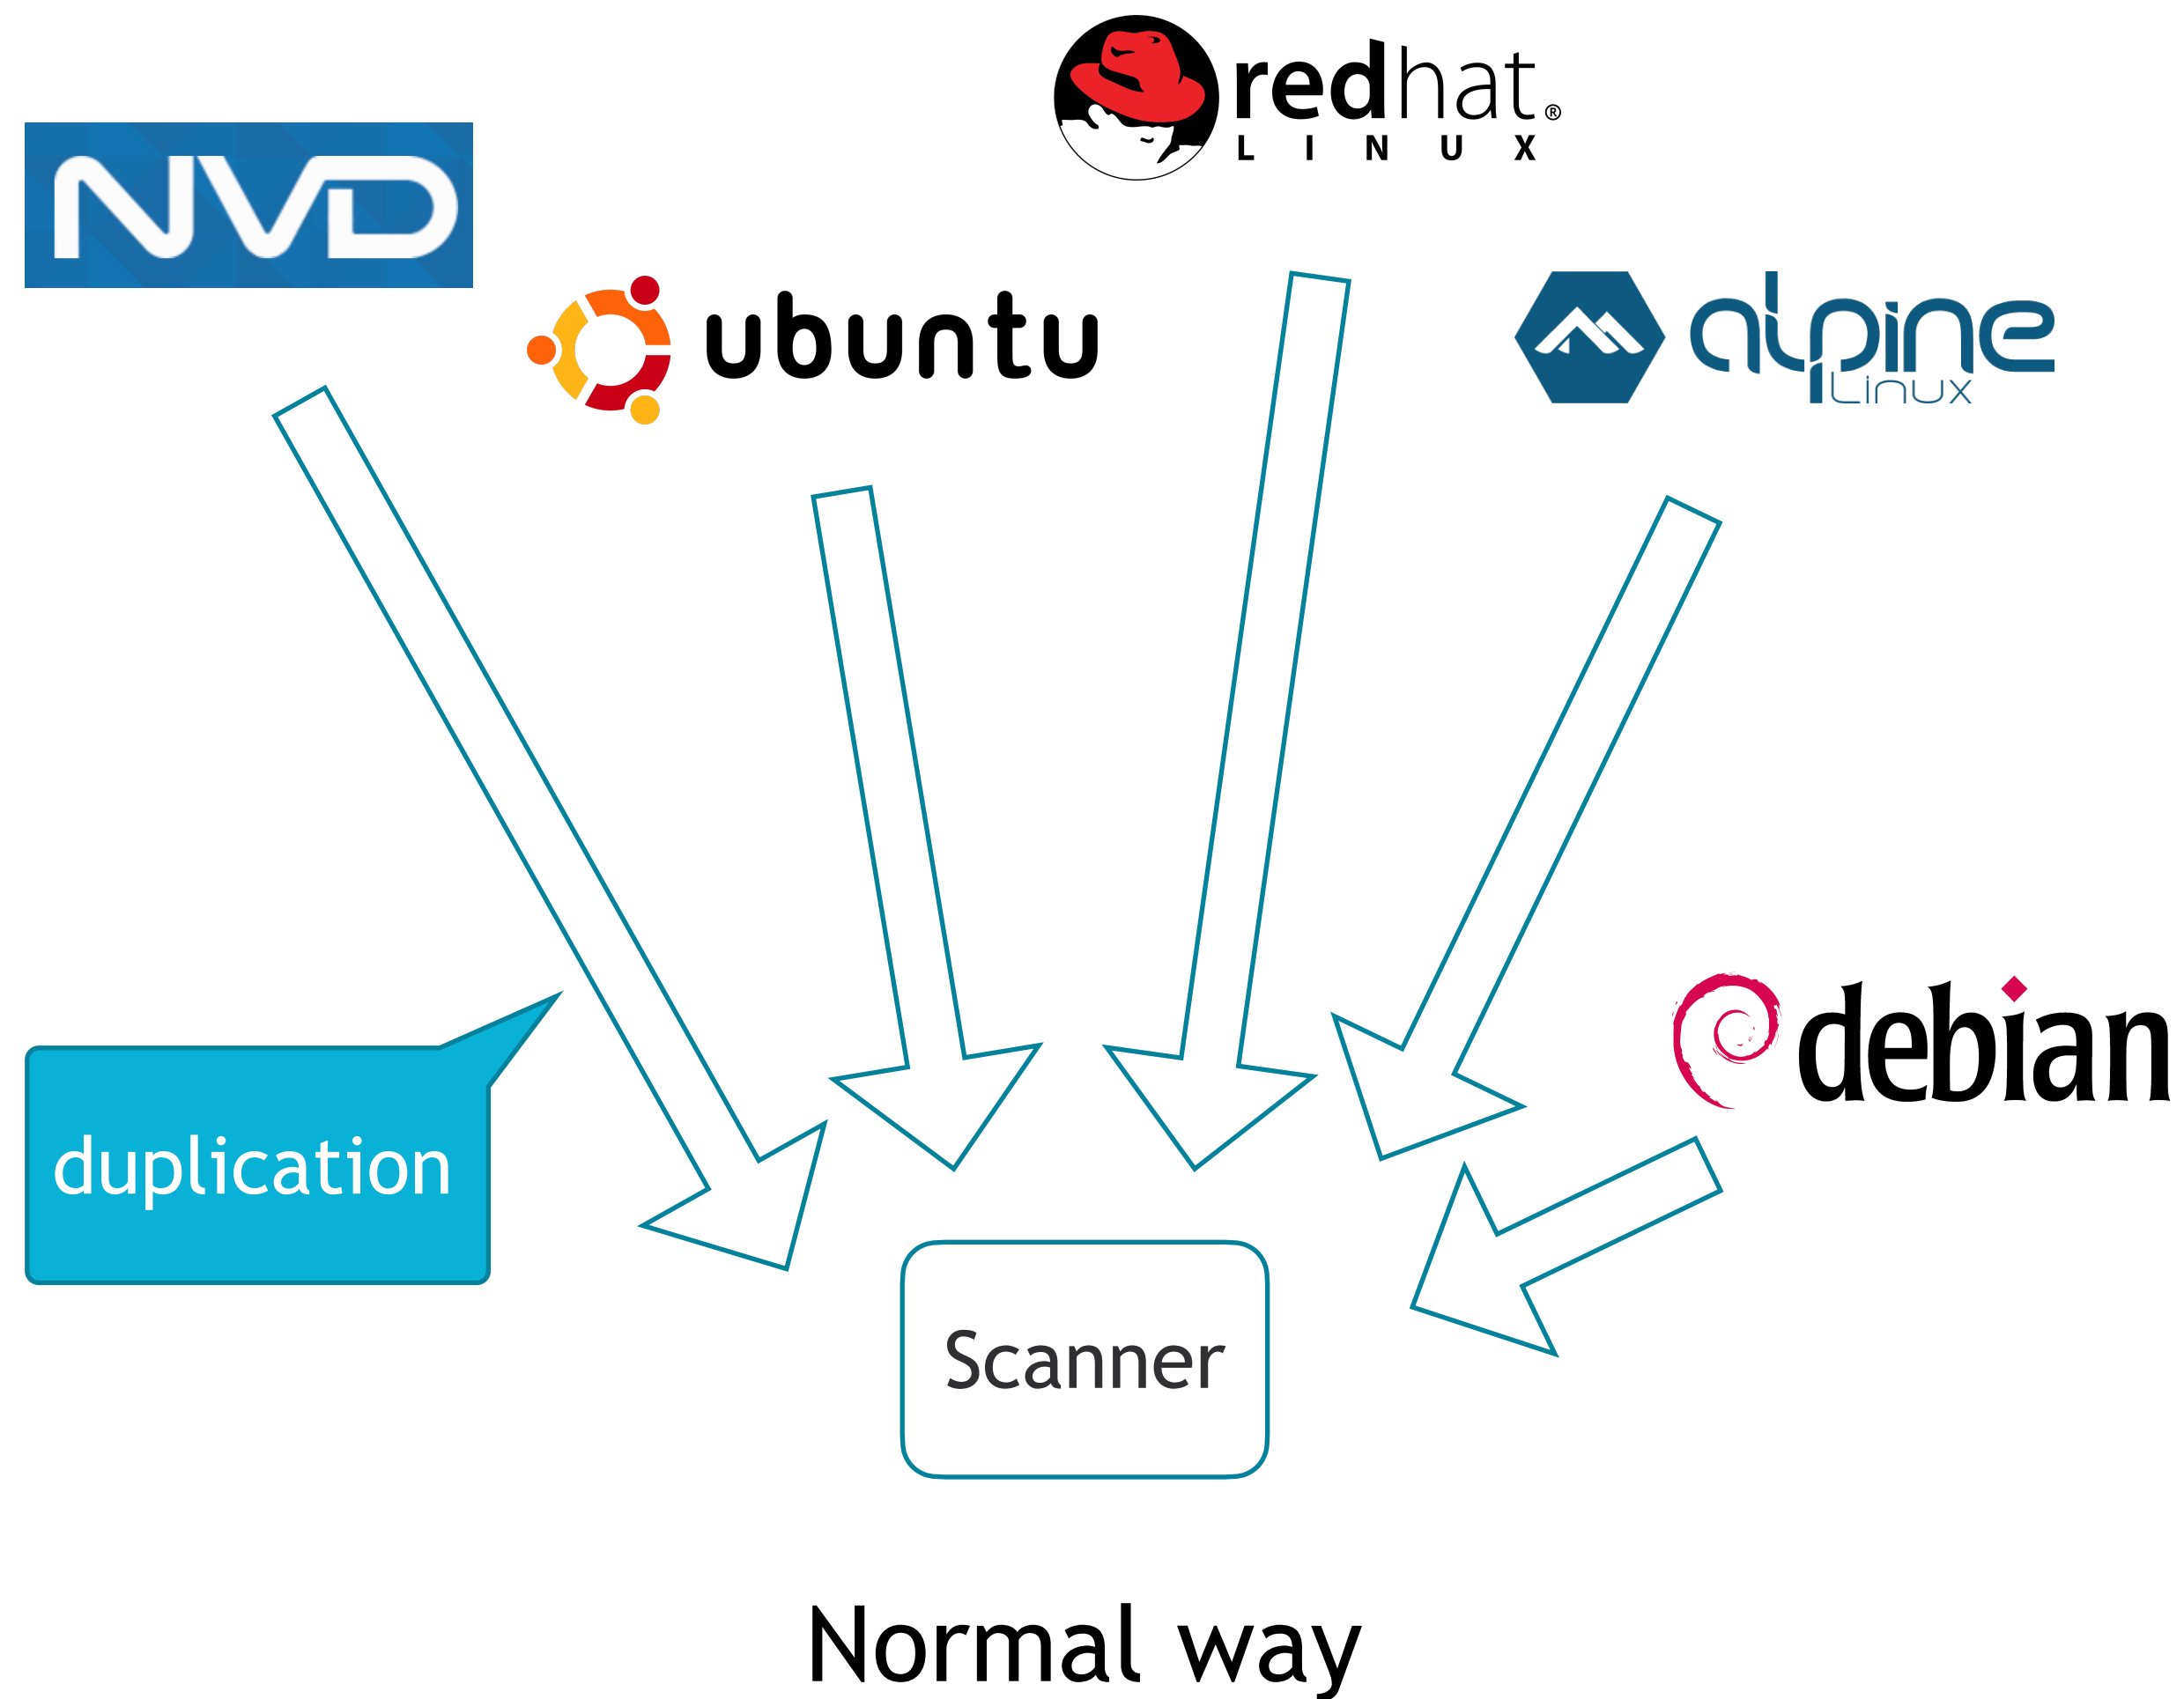 redhat®
LINUX
NVD
ubuntu
alpine
Linux
debian
duplication
Scanner
Normal way